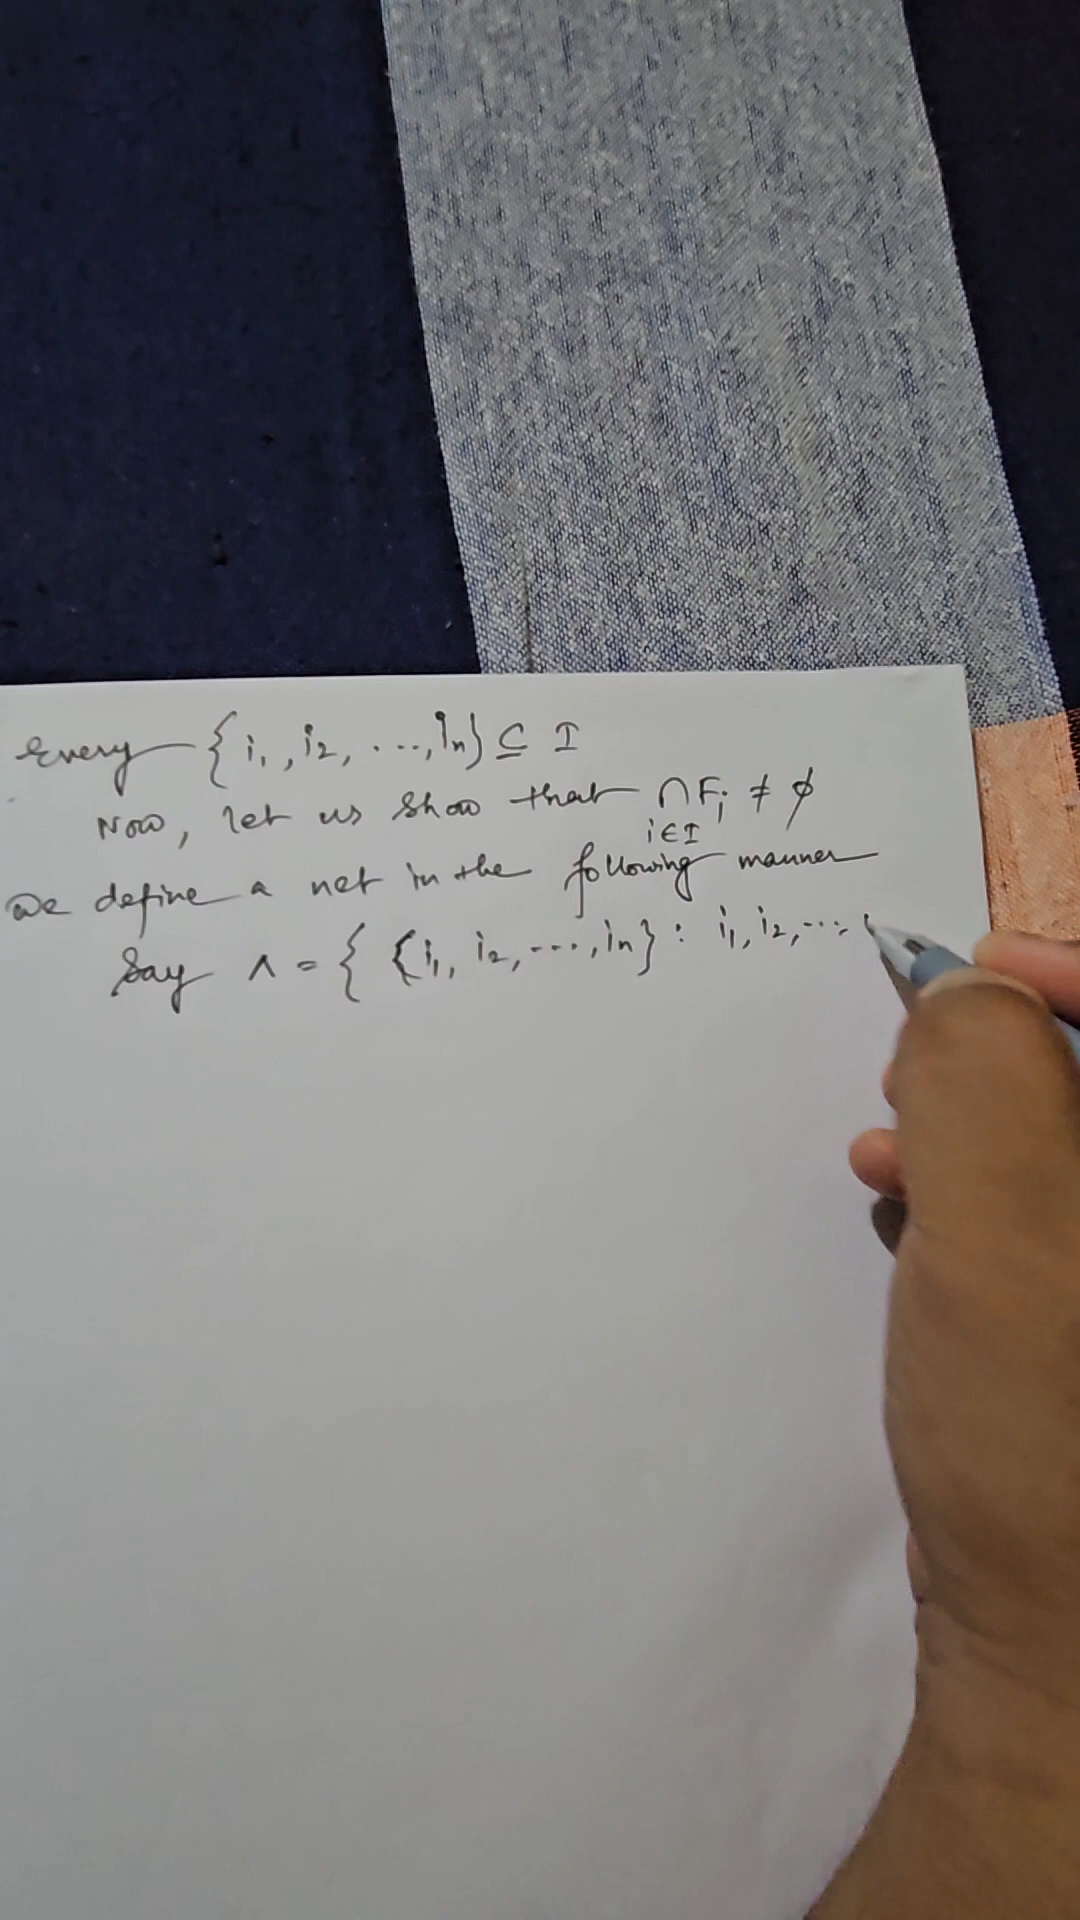 Every {i₁, i₂, ..., iₙ} ⊆ I
Now, let us show that ∩ Fᵢ ≠ φ
i∈I
We define a net in the following manner
Say Λ = { {i₁, i₂, ..., iₙ} : i₁, i₂, ...,